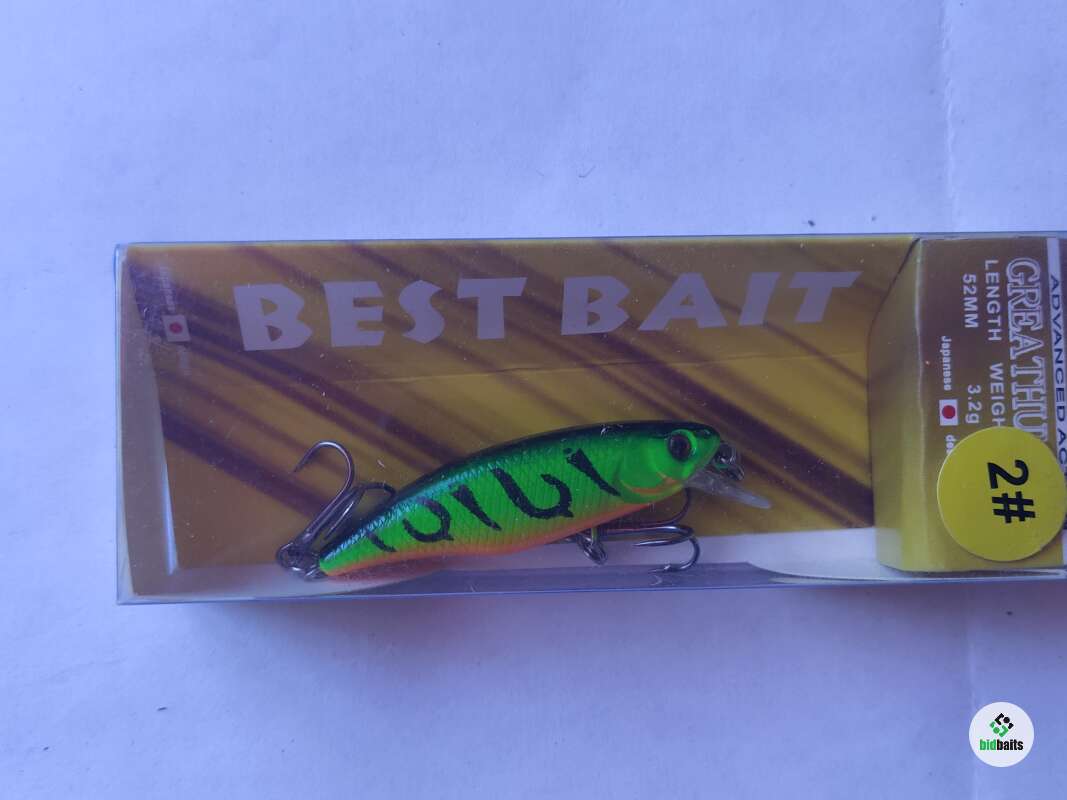 BEST BAIT
ADVANCED
GREATHU
LENGTH WEIGH
52MM 3.2g
Japanese
2#
bidbaits